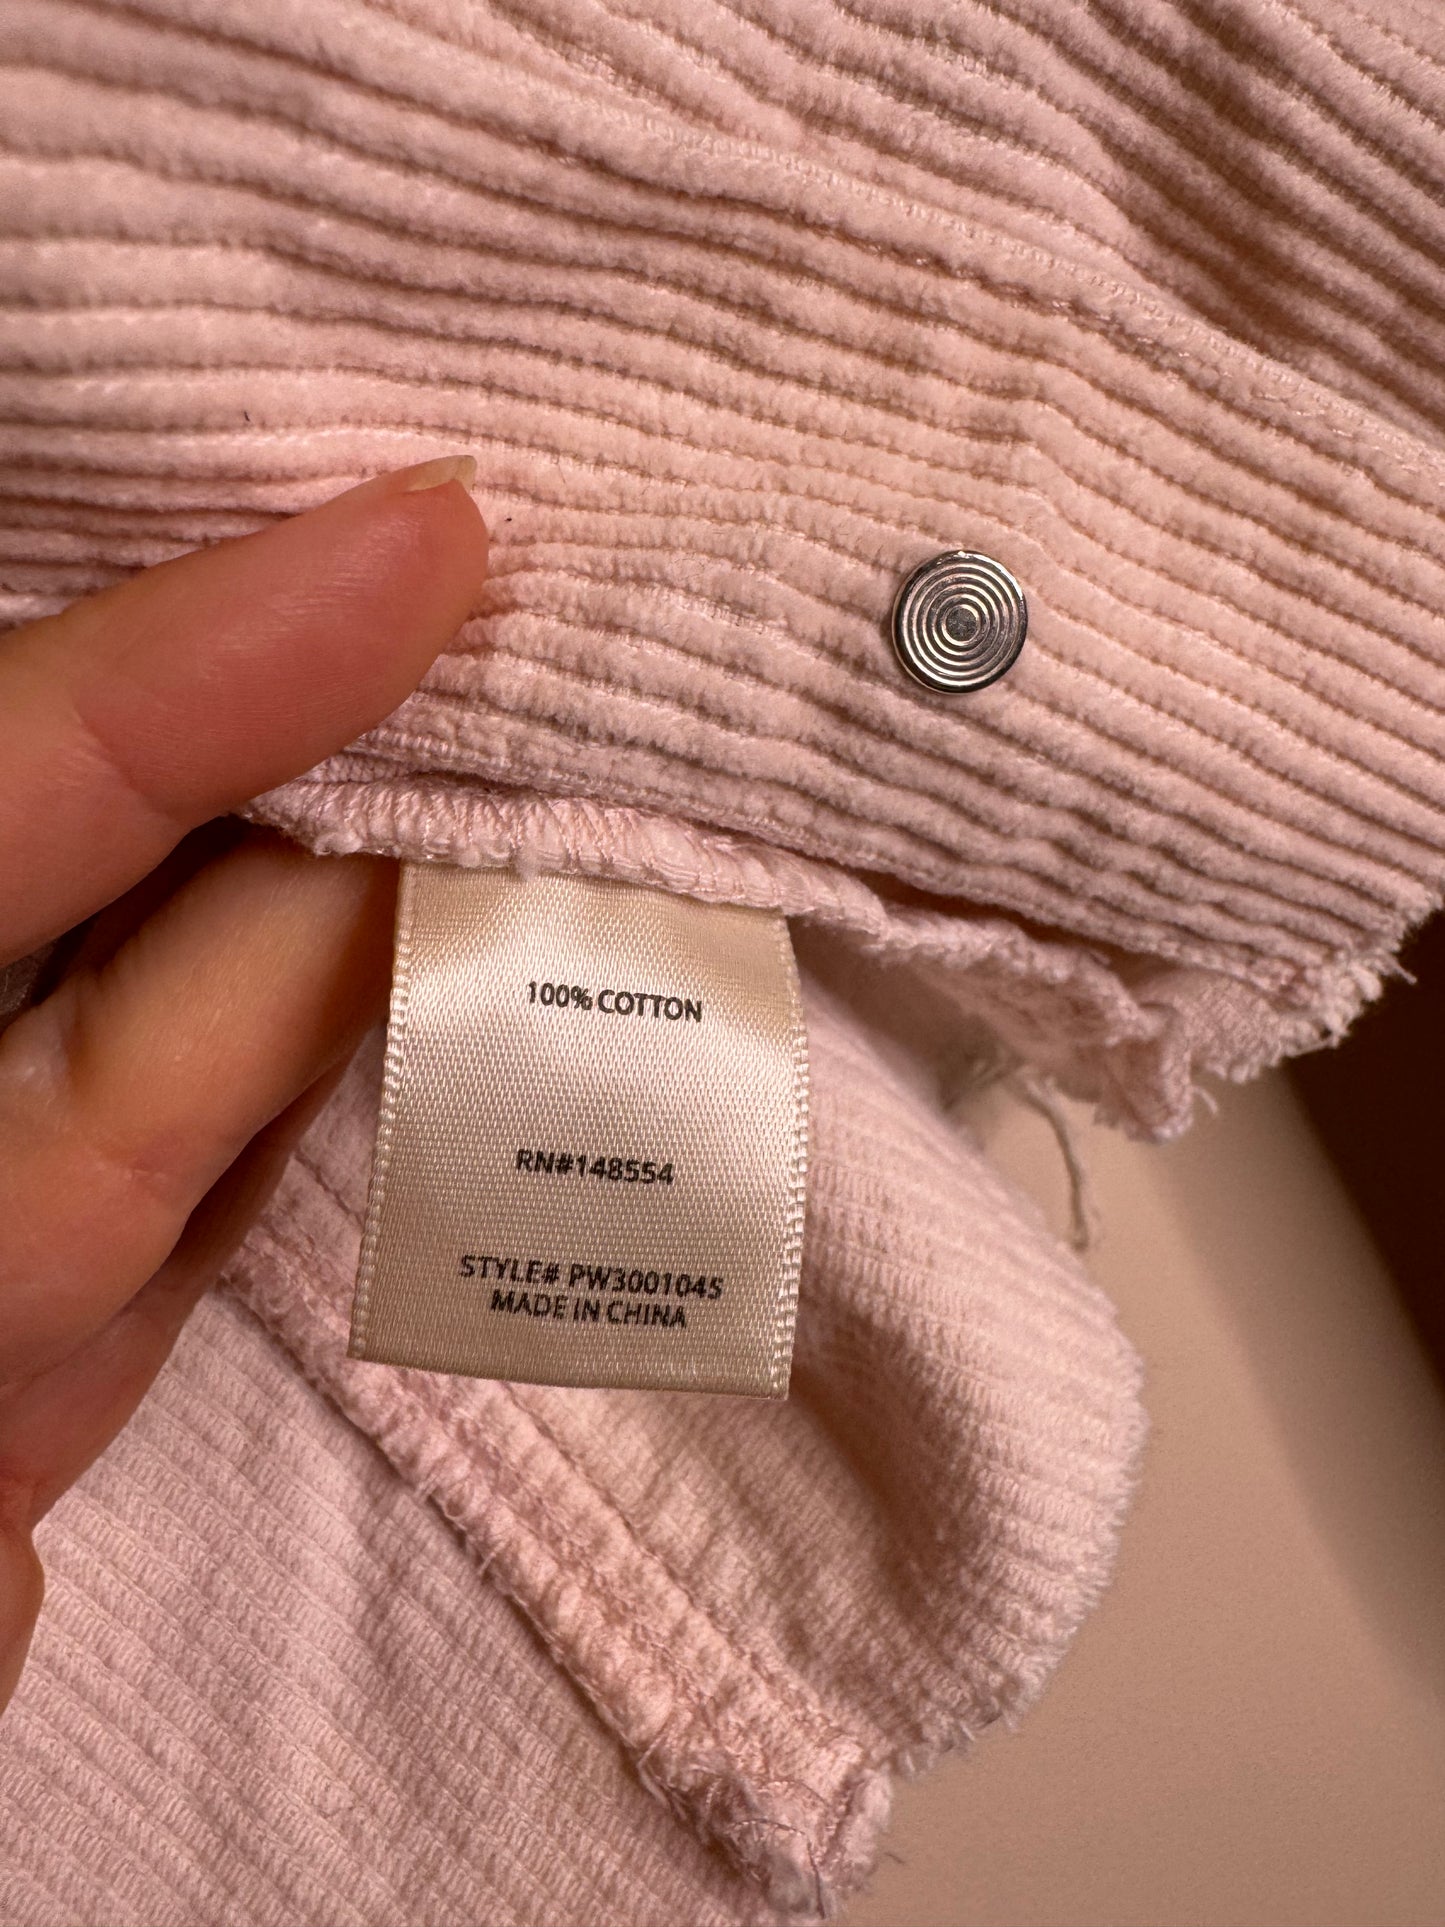 100% COTTON
RN#148554
STYLE# PW3001045
MADE IN CHINA